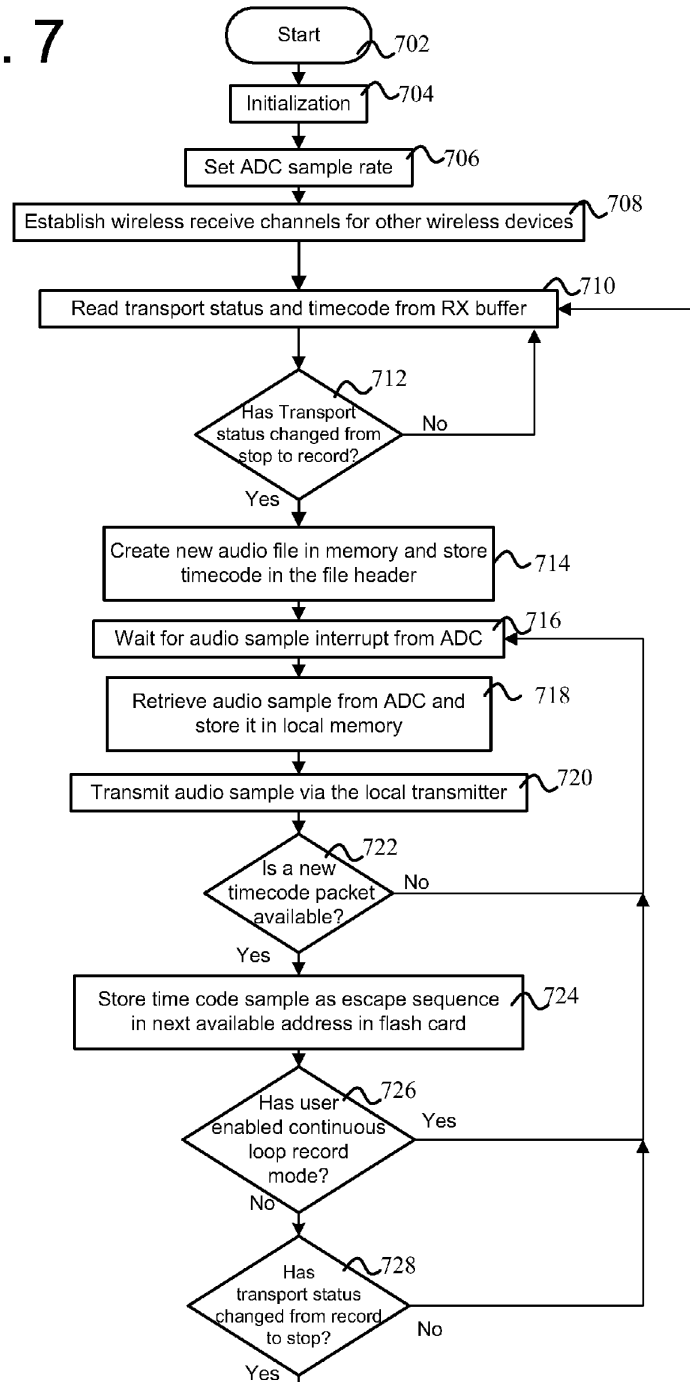 . 7
Start
702
Initialization
704
Set ADC sample rate
706
Establish wireless receive channels for other wireless devices
708
Read transport status and timecode from RX buffer
710
712
Has Transport
status changed from
stop to record?
No
Yes
Create new audio file in memory and store
timecode in the file header
714
Wait for audio sample interrupt from ADC
716
Retrieve audio sample from ADC and
store it in local memory
718
Transmit audio sample via the local transmitter
720
722
Is a new
timecode packet
available?
No
Yes
Store time code sample as escape sequence
in next available address in flash card
724
726
Has user
enabled continuous
loop record
mode?
Yes
No
728
Has
transport status
changed from record
to stop?
No
Yes